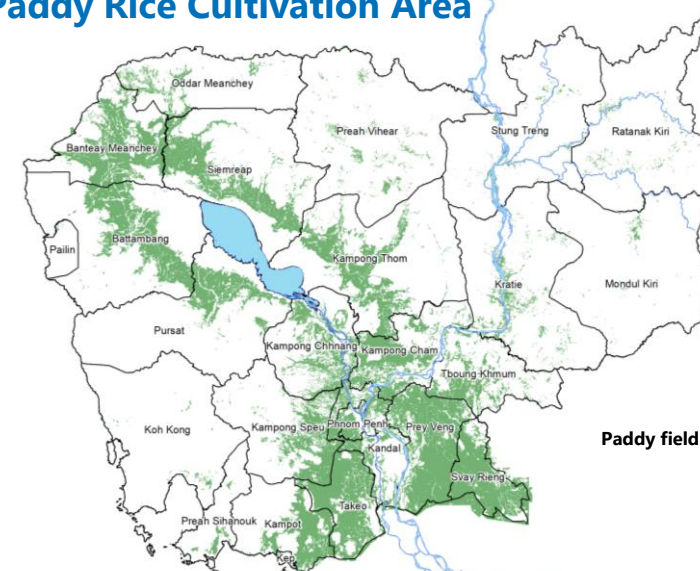 Paddy Rice Cultivation Area
Oddar Meanchey
Preah Vihear
Stung Treng
Ratanak Kiri
Banteay Meanchey
Siemreap
Battambang
Pailin
Kampong Thom
Kratie
Mondul Kiri
Pursat
Kampong Chhnang
Kampong Cham
Tboung Khmum
Koh Kong
Kampong Speu
Phnom Penh
Prey Veng
Paddy field
Kandal
Svay Rieng
Takeo
Preah Sihanouk
Kampot
Kep